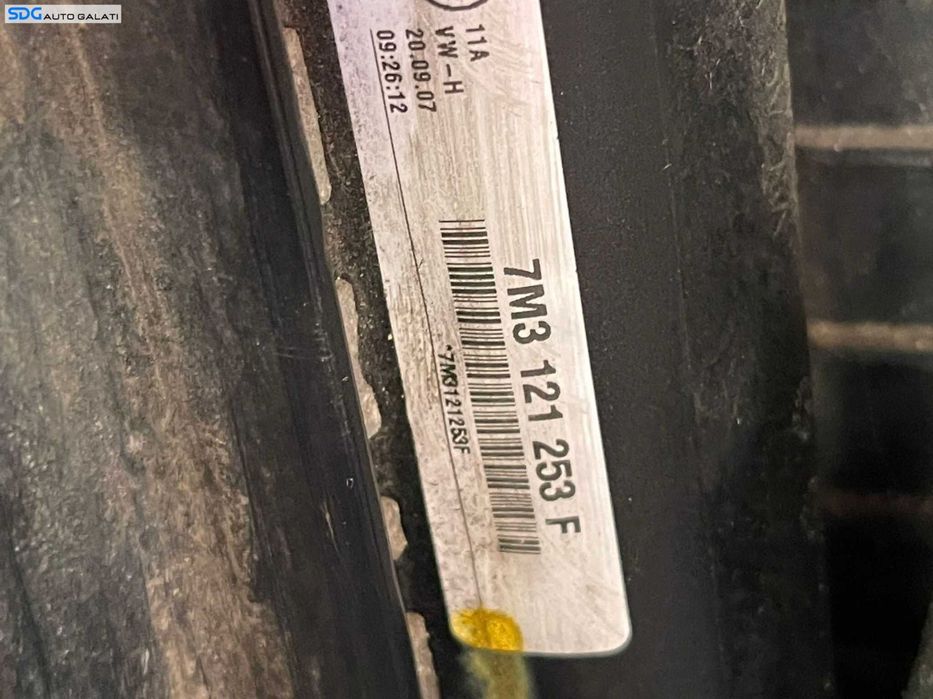 SDG AUTO GALATI
11A
VW-H
20.09.07
09:26:12
7M3 121 253 F
*7M3121253F